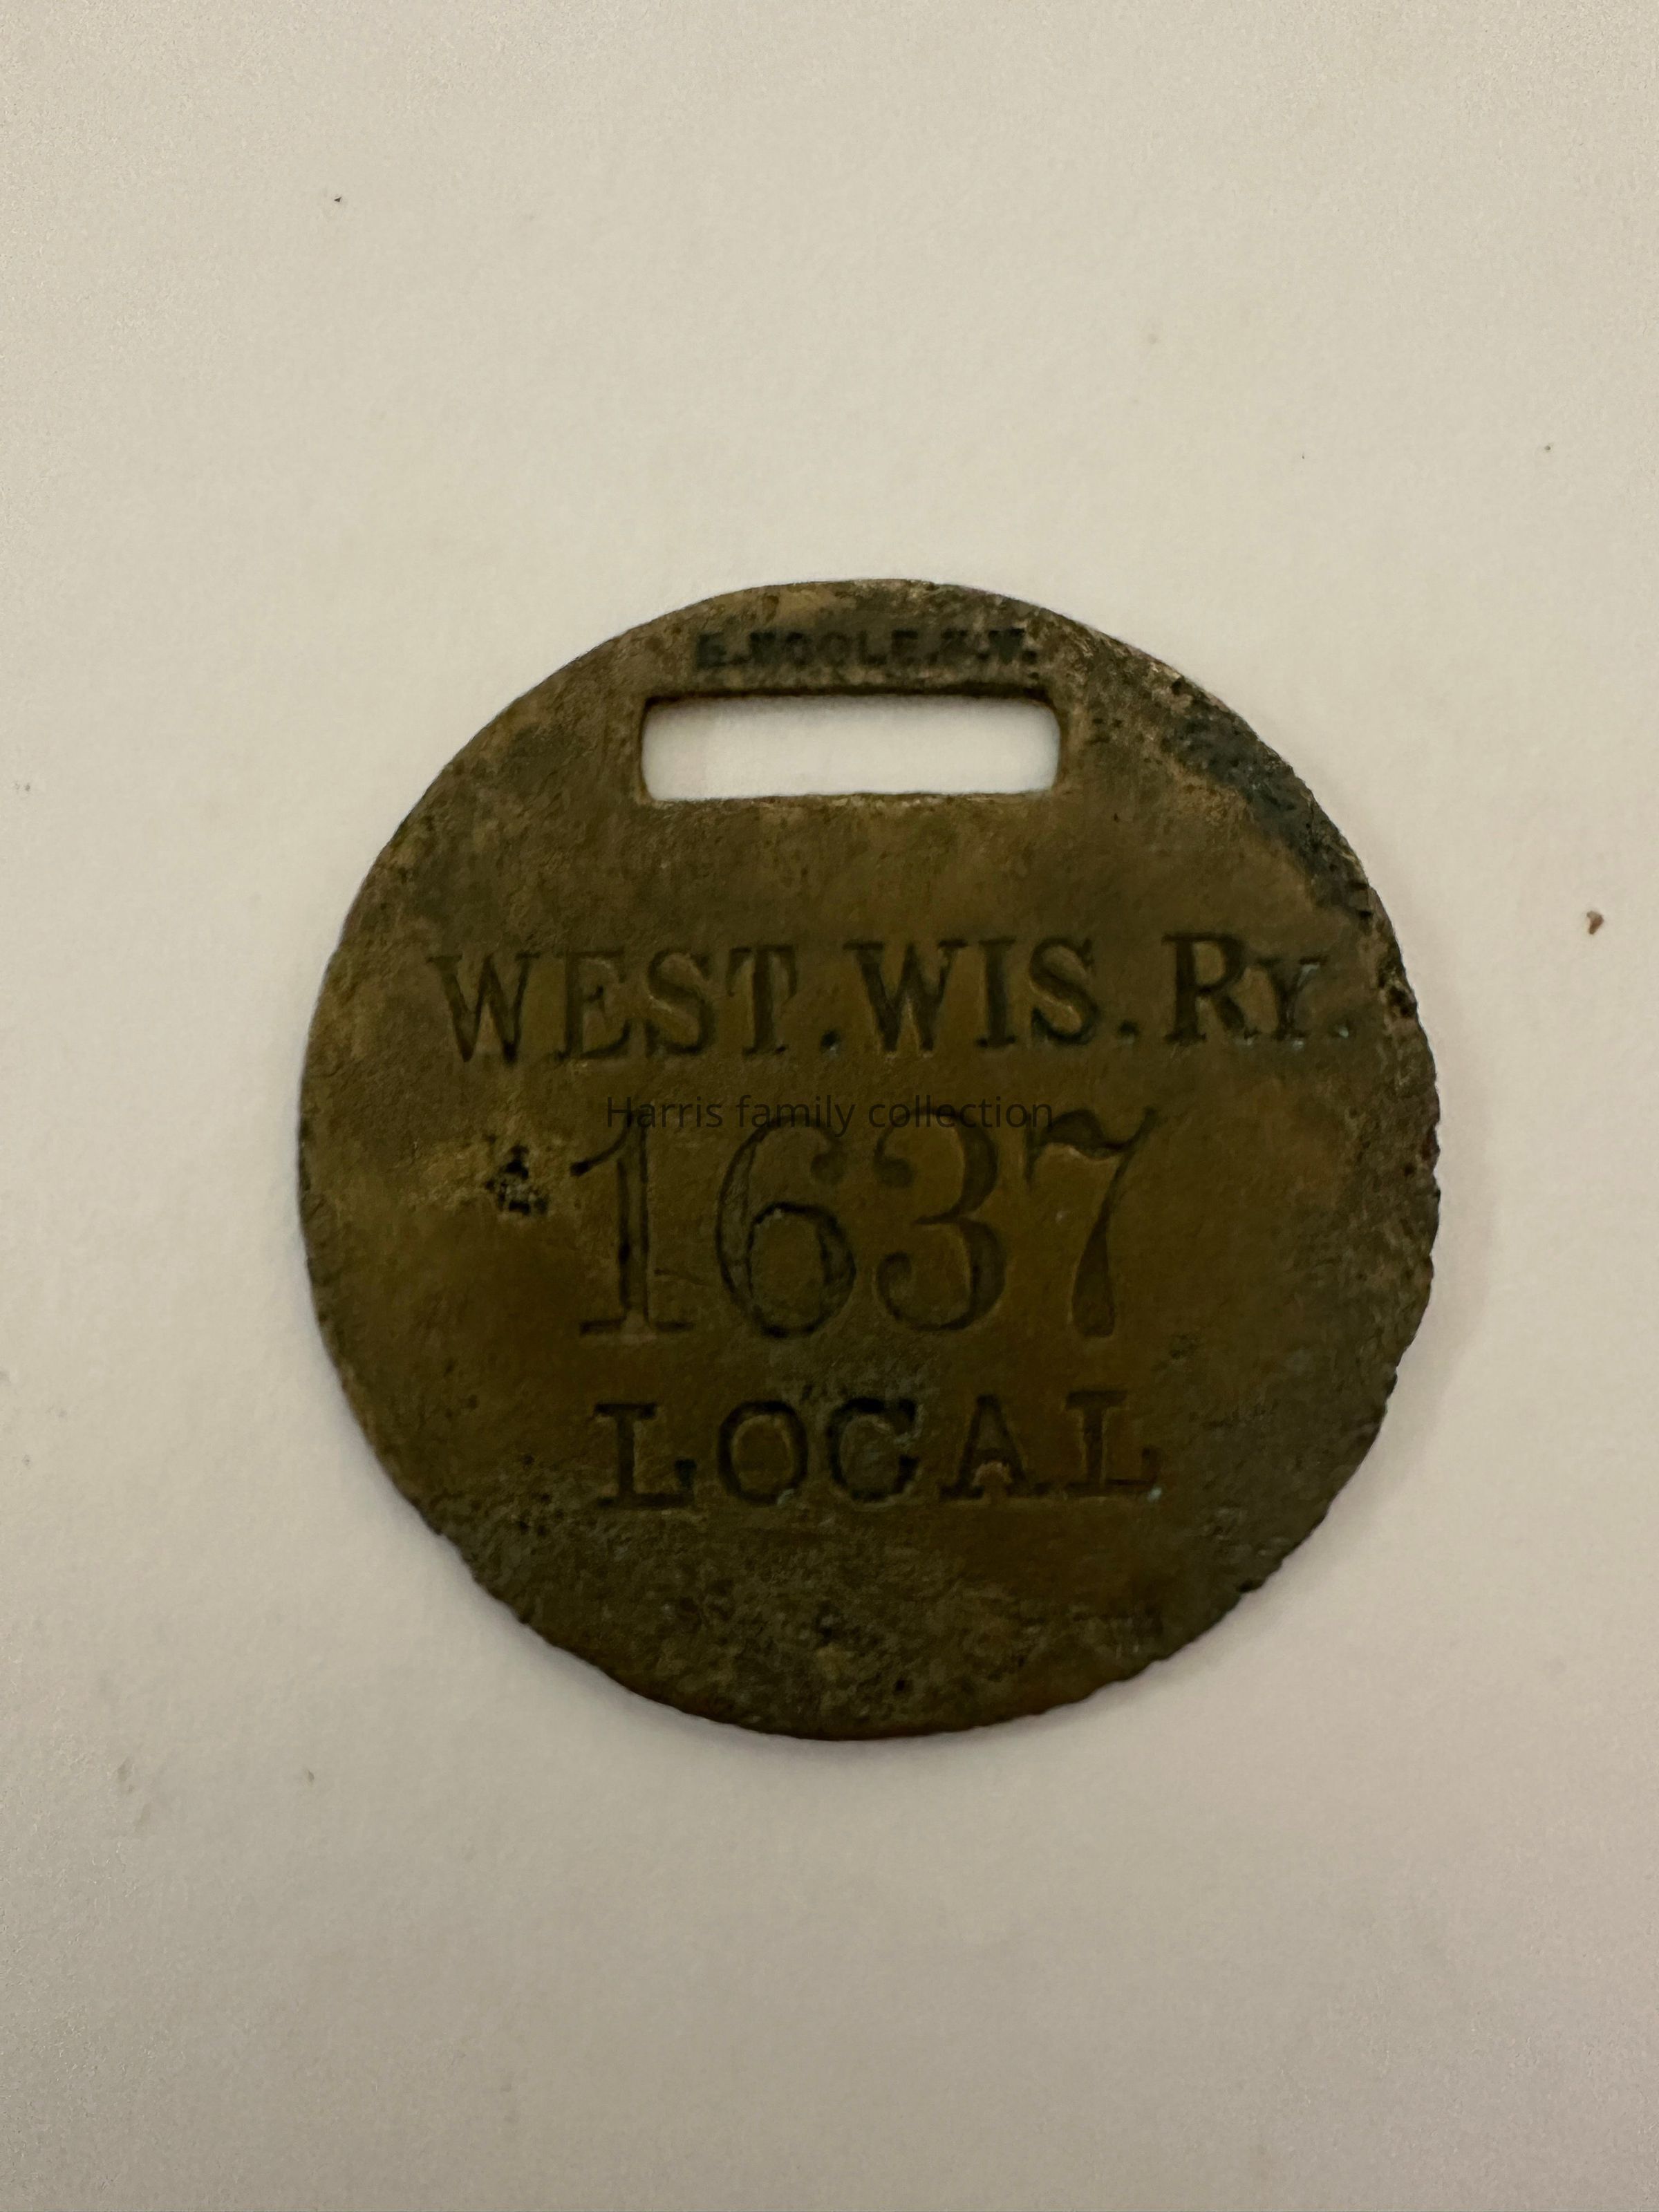 WEST.WIS.RY.
Harris family collection
1637
LOCAL